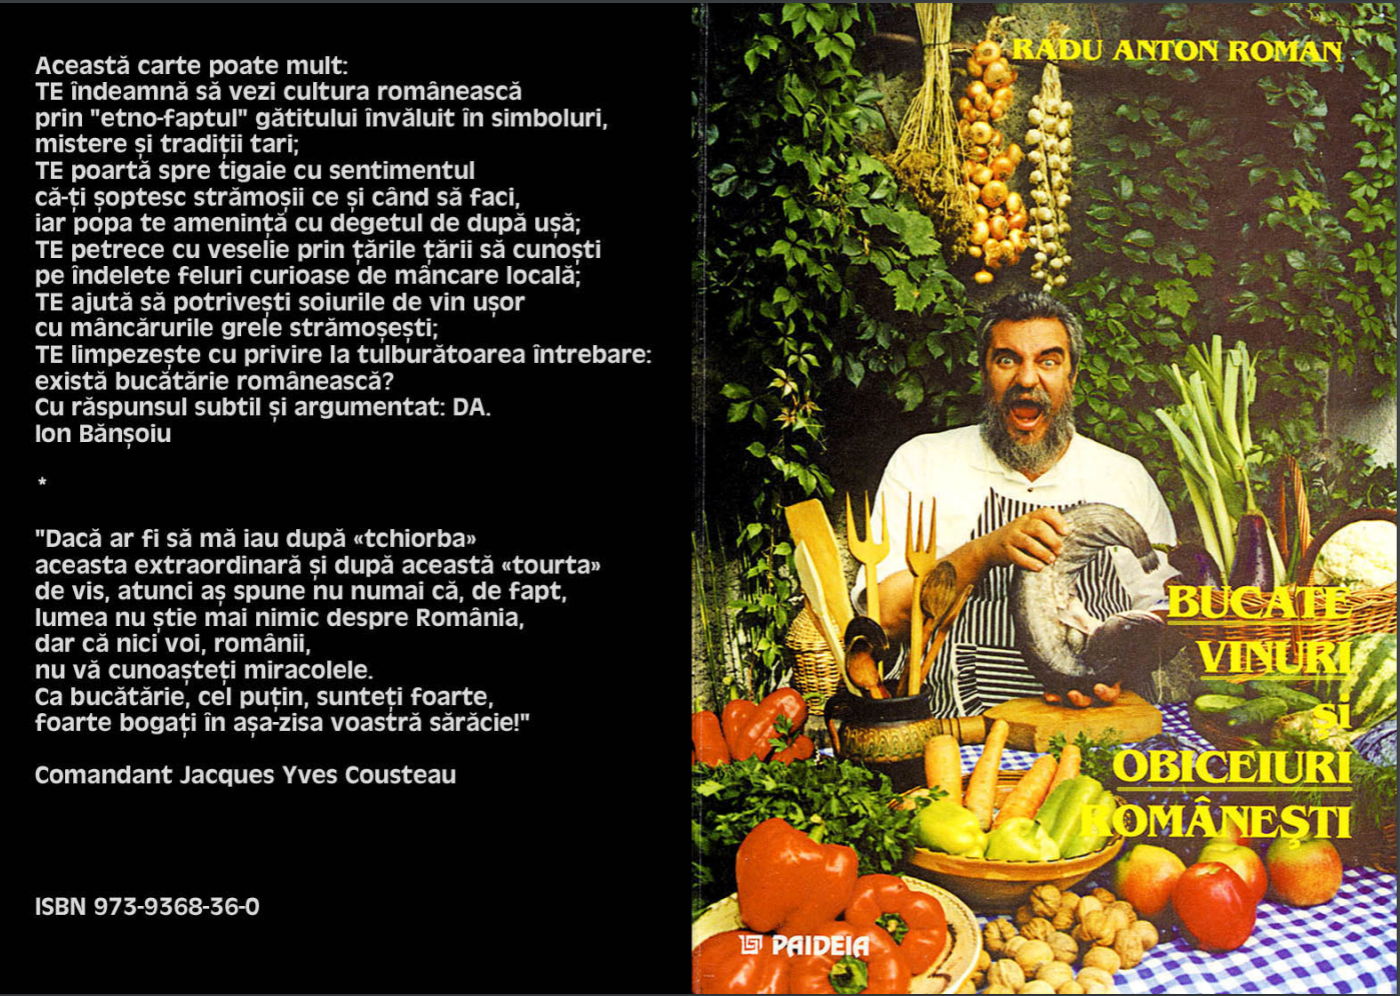 Această carte poate mult:
TE îndeamnă să vezi cultura românească
prin "etno-faptul" gătitului învăluit în simboluri,
mistere și tradiții tari;
TE poartă spre tigaie cu sentimentul
că-ți șoptesc strămoșii ce și când să faci,
iar popa te amenință cu degetul de după ușă;
TE petrece cu veselie prin țările țării să cunoști
pe îndelete feluri curioase de mâncare locală;
TE ajută să potrivești soiurile de vin ușor
cu mâncărurile grele strămoșești;
TE limpezește cu privire la tulburătoarea întrebare:
există bucătărie românească?
Cu răspunsul subtil și argumentat: DA.
Ion Bănșoiu
*
"Dacă ar fi să mă iau după «tchiorba»
aceasta extraordinară și după această «tourta»
de vis, atunci aș spune nu numai că, de fapt,
lumea nu știe mai nimic despre România,
dar că nici voi, românii,
nu vă cunoașteți miracolele.
Ca bucătărie, cel puțin, sunteți foarte,
foarte bogați în așa-zisa voastră sărăcie!"
Comandant Jacques Yves Cousteau
ISBN 973-9368-36-0
RADU ANTON ROMAN
BUCATE
VINURI
și
OBICEIURI
ROMÂNEȘTI
PAIDEIA